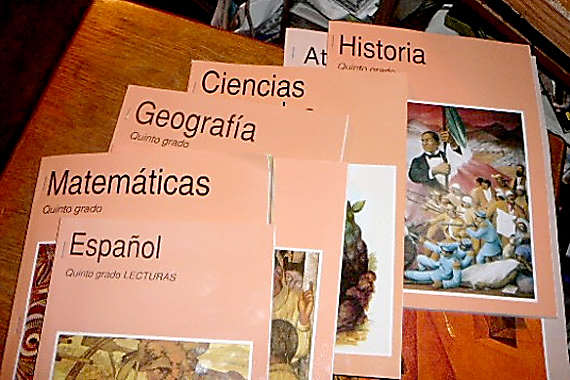 Historia
Quinto grado
At
Ciencias
Geografía
Quinto grado
Matemáticas
Quinto grado
Español
Quinto grado LECTURAS